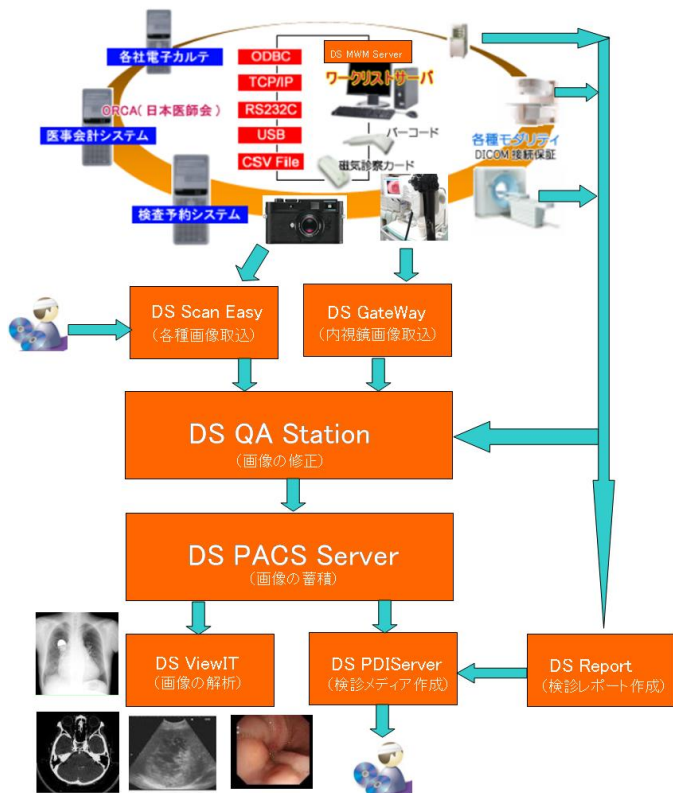 各社電子カルテ
ORCA(日本医師会)
医事会計システム
検査予約システム
ODBC
TCP/IP
RS232C
USB
CSV File
DS MWM Server
ワークリストサーバ
バーコード
磁気診察カード
各種モダリティ
DICOM 接続保証
DS Scan Easy
(各種画像取込)
DS GateWay
(内視鏡画像取込)
DS QA Station
(画像の修正)
DS PACS Server
(画像の蓄積)
DS ViewIT
(画像の解析)
DS PDIServer
(検診メディア作成)
DS Report
(検診レポート作成)